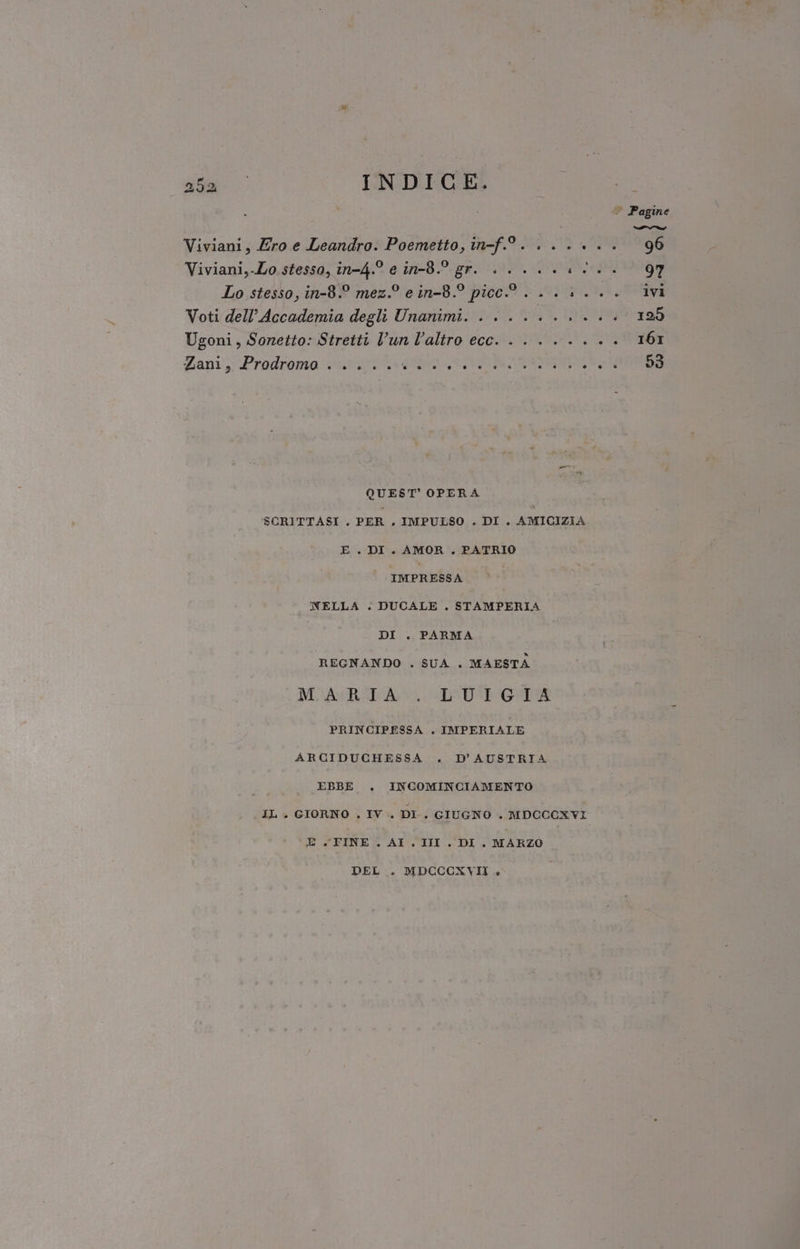 252 INDICE.
Pagine
Viviani, Ero e Leandro. Poemetto, in-f.º . . . . . . . 96
Viviani, Lo stesso, in-4.º e in-8.º gr. . . . . . . . . . 97
Lo stesso, in-8.º mez.º e in-8.º picc.º . . . . . . . ivi
Voti dell'Accademia degli Unanimi. . . . . . . . . . . 125
Ugoni, Sonetto: Stretti l'un l'altro ecc. . . . . . . . . 161
Zani, Prodromo . . . . . . . . . . . . . . . . . . . . 53
QUEST' OPERA
SCRITTASI . PER . IMPULSO . DI . AMICIZIA
E . DI . AMOR . PATRIO
IMPRESSA
NELLA . DUCALE . STAMPERIA
DI . PARMA
REGNANDO . SUA . MAESTÀ
MARIA . LUIGIA
PRINCIPESSA . IMPERIALE
ARCIDUCHESSA . D'AUSTRIA
EBBE . INCOMINCIAMENTO
IL . GIORNO . IV . DI . GIUGNO . MDCCCXVI
E . FINE . AI . III . DI . MARZO
DEL . MDCCCXVII .